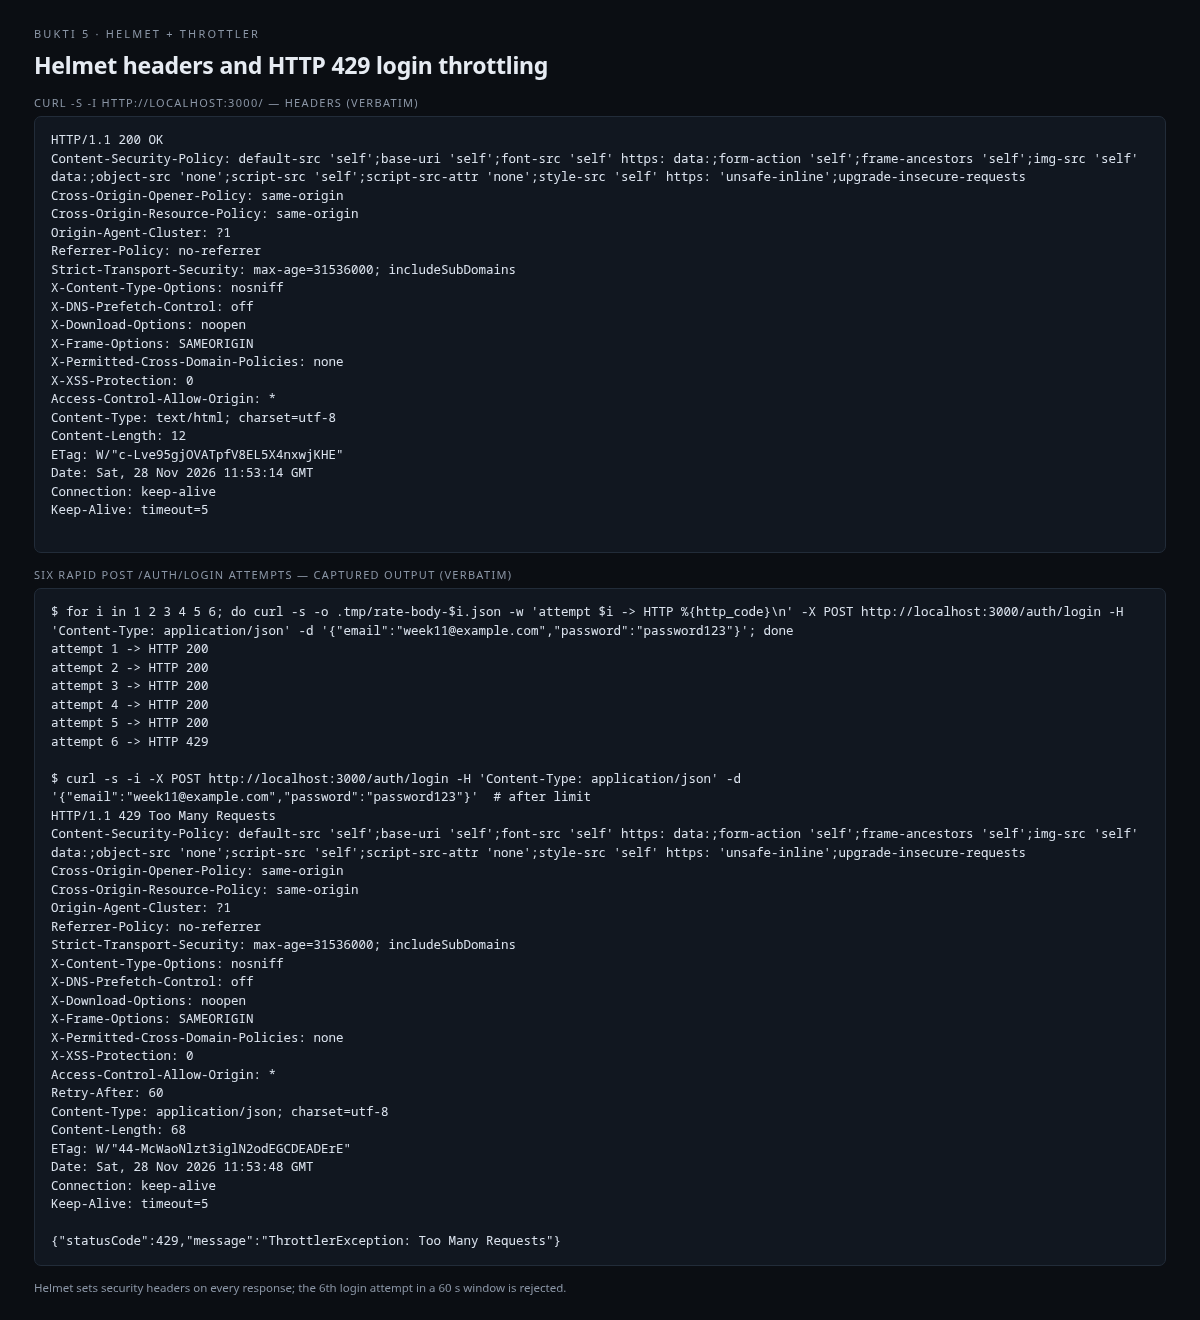 BUKTI 5 · HELMET + THROTTLER
Helmet headers and HTTP 429 login throttling
CURL -S -I HTTP://LOCALHOST:3000/ — HEADERS (VERBATIM)
HTTP/1.1 200 OK
Content-Security-Policy: default-src 'self';base-uri 'self';font-src 'self' https: data:;form-action 'self';frame-ancestors 'self';img-src 'self'
data:;object-src 'none';script-src 'self';script-src-attr 'none';style-src 'self' https: 'unsafe-inline';upgrade-insecure-requests
Cross-Origin-Opener-Policy: same-origin
Cross-Origin-Resource-Policy: same-origin
Origin-Agent-Cluster: ?1
Referrer-Policy: no-referrer
Strict-Transport-Security: max-age=31536000; includeSubDomains
X-Content-Type-Options: nosniff
X-DNS-Prefetch-Control: off
X-Download-Options: noopen
X-Frame-Options: SAMEORIGIN
X-Permitted-Cross-Domain-Policies: none
X-XSS-Protection: 0
Access-Control-Allow-Origin: *
Content-Type: text/html; charset=utf-8
Content-Length: 12
ETag: W/"c-Lve95gjOVATpfV8EL5X4nxwjKHE"
Date: Sat, 28 Nov 2026 11:53:14 GMT
Connection: keep-alive
Keep-Alive: timeout=5
SIX RAPID POST /AUTH/LOGIN ATTEMPTS — CAPTURED OUTPUT (VERBATIM)
$ for i in 1 2 3 4 5 6; do curl -s -o .tmp/rate-body-$i.json -w 'attempt $i -> HTTP %{http_code}\n' -X POST http://localhost:3000/auth/login -H
'Content-Type: application/json' -d '{"email":"week11@example.com","password":"password123"}'; done
attempt 1 -> HTTP 200
attempt 2 -> HTTP 200
attempt 3 -> HTTP 200
attempt 4 -> HTTP 200
attempt 5 -> HTTP 200
attempt 6 -> HTTP 429
$ curl -s -i -X POST http://localhost:3000/auth/login -H 'Content-Type: application/json' -d
'{"email":"week11@example.com","password":"password123"}'  # after limit
HTTP/1.1 429 Too Many Requests
Content-Security-Policy: default-src 'self';base-uri 'self';font-src 'self' https: data:;form-action 'self';frame-ancestors 'self';img-src 'self'
data:;object-src 'none';script-src 'self';script-src-attr 'none';style-src 'self' https: 'unsafe-inline';upgrade-insecure-requests
Cross-Origin-Opener-Policy: same-origin
Cross-Origin-Resource-Policy: same-origin
Origin-Agent-Cluster: ?1
Referrer-Policy: no-referrer
Strict-Transport-Security: max-age=31536000; includeSubDomains
X-Content-Type-Options: nosniff
X-DNS-Prefetch-Control: off
X-Download-Options: noopen
X-Frame-Options: SAMEORIGIN
X-Permitted-Cross-Domain-Policies: none
X-XSS-Protection: 0
Access-Control-Allow-Origin: *
Retry-After: 60
Content-Type: application/json; charset=utf-8
Content-Length: 68
ETag: W/"44-McWaoNlzt3iglN2odEGCDEADErE"
Date: Sat, 28 Nov 2026 11:53:48 GMT
Connection: keep-alive
Keep-Alive: timeout=5
{"statusCode":429,"message":"ThrottlerException: Too Many Requests"}
Helmet sets security headers on every response; the 6th login attempt in a 60 s window is rejected.